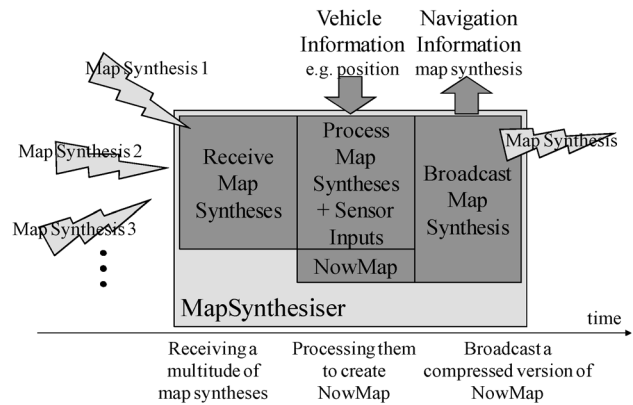 Vehicle
Information
e.g. position
Navigation
Information
map synthesis
Map Synthesis 1
Map Synthesis 2
Map Synthesis 3
Receive
Map
Syntheses
Process
Map
Syntheses
+ Sensor
Inputs
NowMap
Broadcast
Map
Synthesis
Map Synthesis
MapSynthesiser
time
Receiving a
multitude of
map syntheses
Processing them
to create
NowMap
Broadcast a
compressed version of
NowMap